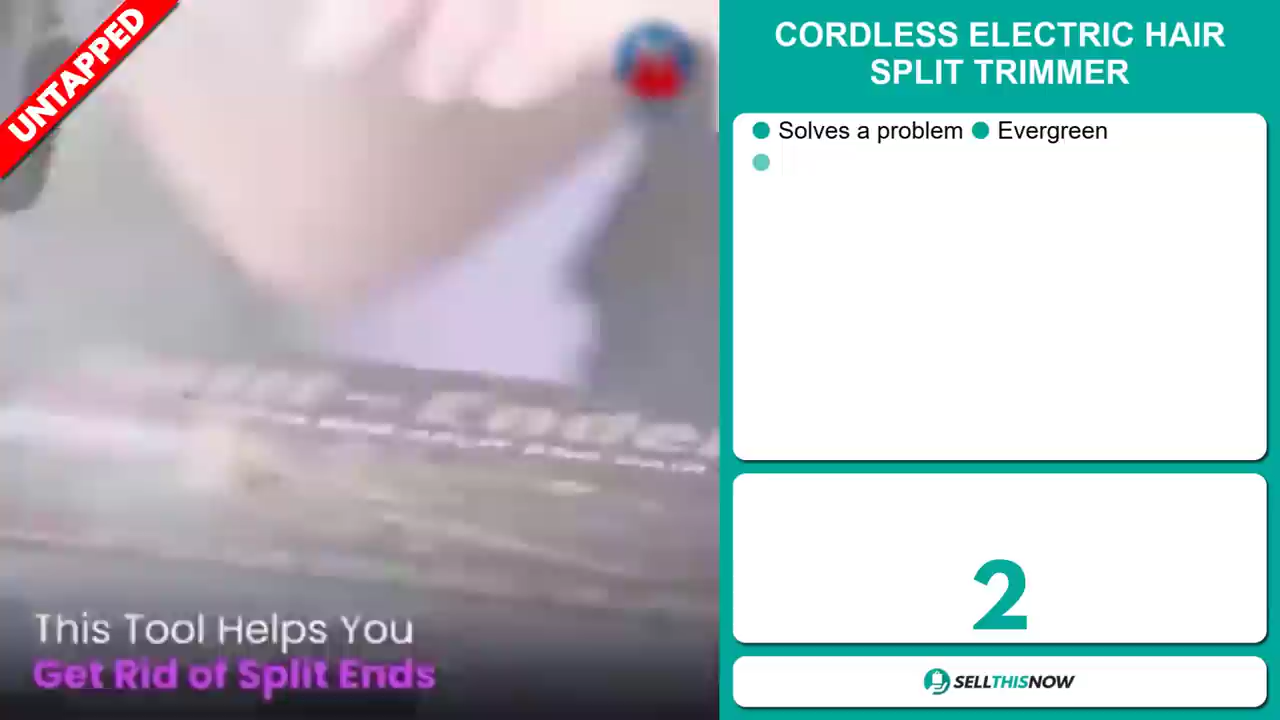 UNTAPPED
This Tool Helps You
Get Rid of Split Ends
CORDLESS ELECTRIC HAIR
SPLIT TRIMMER
Solves a problem Evergreen
2
SELLTHISNOW